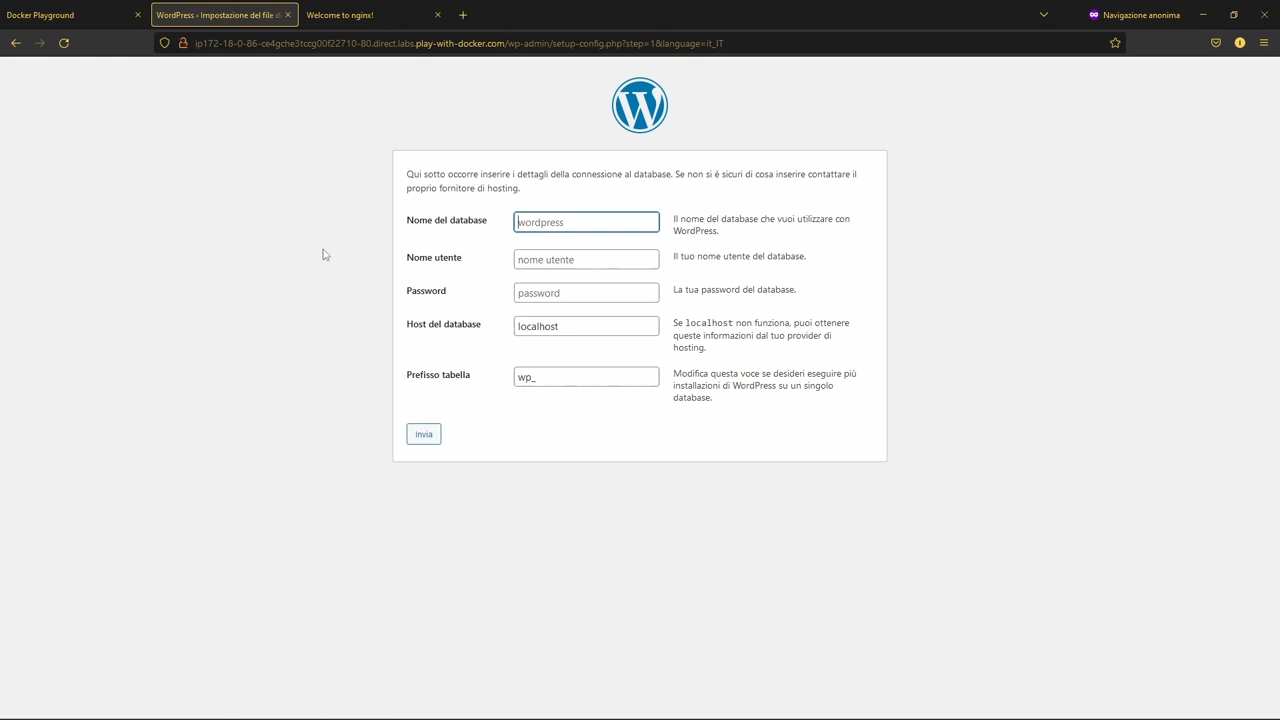 Docker Playground
WordPress › Impostazione del file d
Welcome to nginx!
Navigazione anonima
ip172-18-0-86-ce4gche3tccg00f22710-80.direct.labs.play-with-docker.com/wp-admin/setup-config.php?step=1&language=it_IT
Qui sotto occorre inserire i dettagli della connessione al database. Se non si è sicuri di cosa inserire contattare il
proprio fornitore di hosting.
Nome del database
wordpress
Il nome del database che vuoi utilizzare con
WordPress.
Nome utente
nome utente
Il tuo nome utente del database.
Password
password
La tua password del database.
Host del database
localhost
Se localhost non funziona, puoi ottenere
queste informazioni dal tuo provider di
hosting.
Prefisso tabella
wp_
Modifica questa voce se desideri eseguire più
installazioni di WordPress su un singolo
database.
Invia